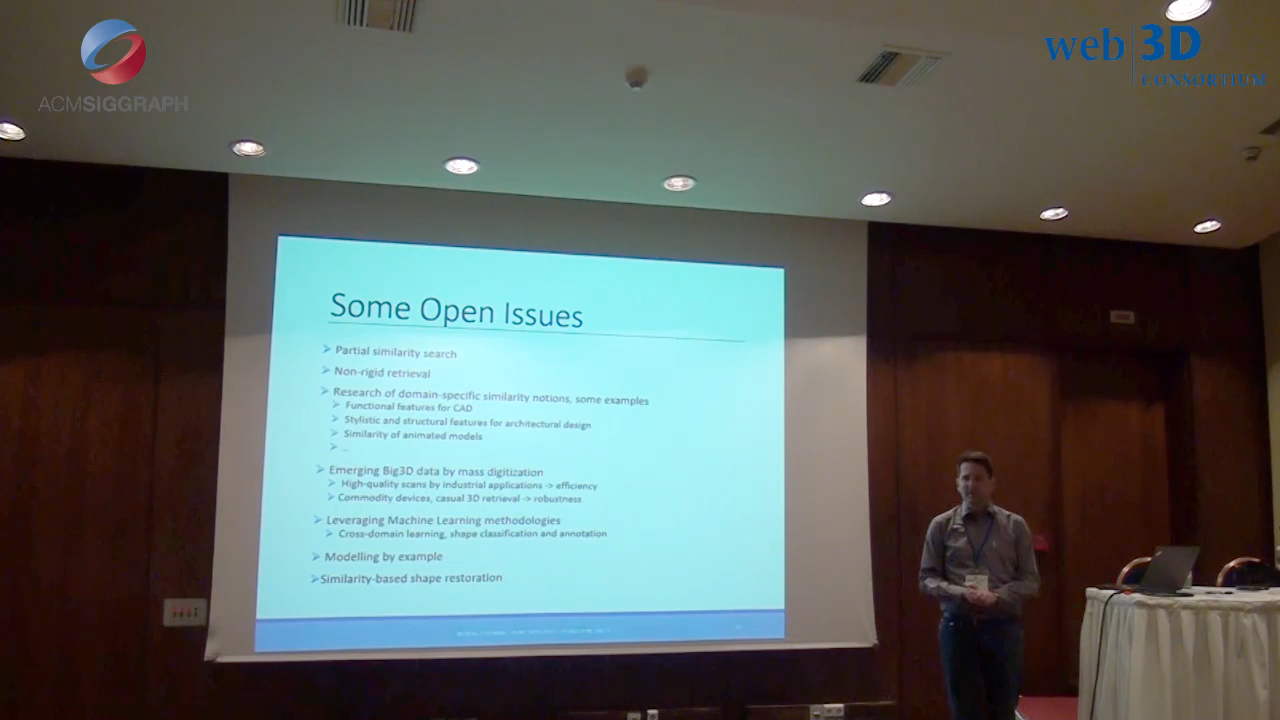 ACMSIGGRAPH
web 3D
CONSORTIUM
Some Open Issues
Partial similarity search
Non-rigid retrieval
Research of domain-specific similarity notions, some examples
Functional features for CAD
Stylistic and structural features for architectural design
Similarity of animated models
...
Emerging Big3D data by mass digitization
High-quality scans by industrial applications -> efficiency
Commodity devices, casual 3D retrieval -> robustness
Leveraging Machine Learning methodologies
Cross-domain learning, shape classification and annotation
Modelling by example
Similarity-based shape restoration